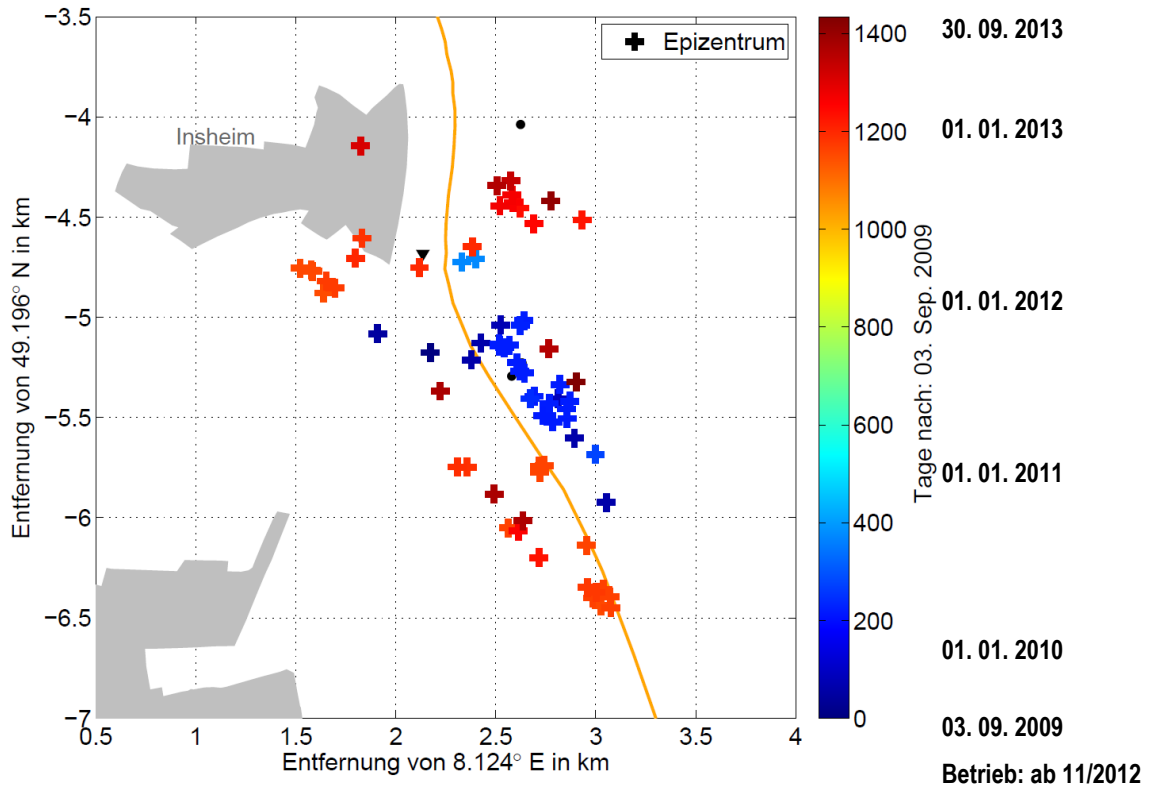 −3.5
−4
−4.5
−5
−5.5
−6
−6.5
−7
Entfernung von 49.196° N in km
0.5
1
1.5
2
2.5
3
3.5
4
Entfernung von 8.124° E in km
Insheim
Epizentrum
1400
1200
1000
800
600
400
200
0
Tage nach: 03. Sep. 2009
30. 09. 2013
01. 01. 2013
01. 01. 2012
01. 01. 2011
01. 01. 2010
03. 09. 2009
Betrieb: ab 11/2012